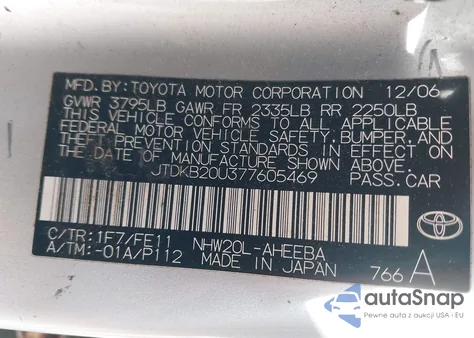 MFD. BY: TOYOTA MOTOR CORPORATION 12/06
GVWR 3795LB GAWR FR 2335LB RR 2250LB
THIS VEHICLE CONFORMS TO ALL APPLICABLE
FEDERAL MOTOR VEHICLE SAFETY, BUMPER, AND
THEFT PREVENTION STANDARDS IN EFFECT ON
THE DATE OF MANUFACTURE SHOWN ABOVE.
JTDKB20U377605469 PASS. CAR
C/TR: 1F7/FE11 NHW20L-AHEEBA
A/TM: -01A/P112 MADE IN JAPAN
766 A
TOYOTA
autoSnap
Pewne auta z USA i EU